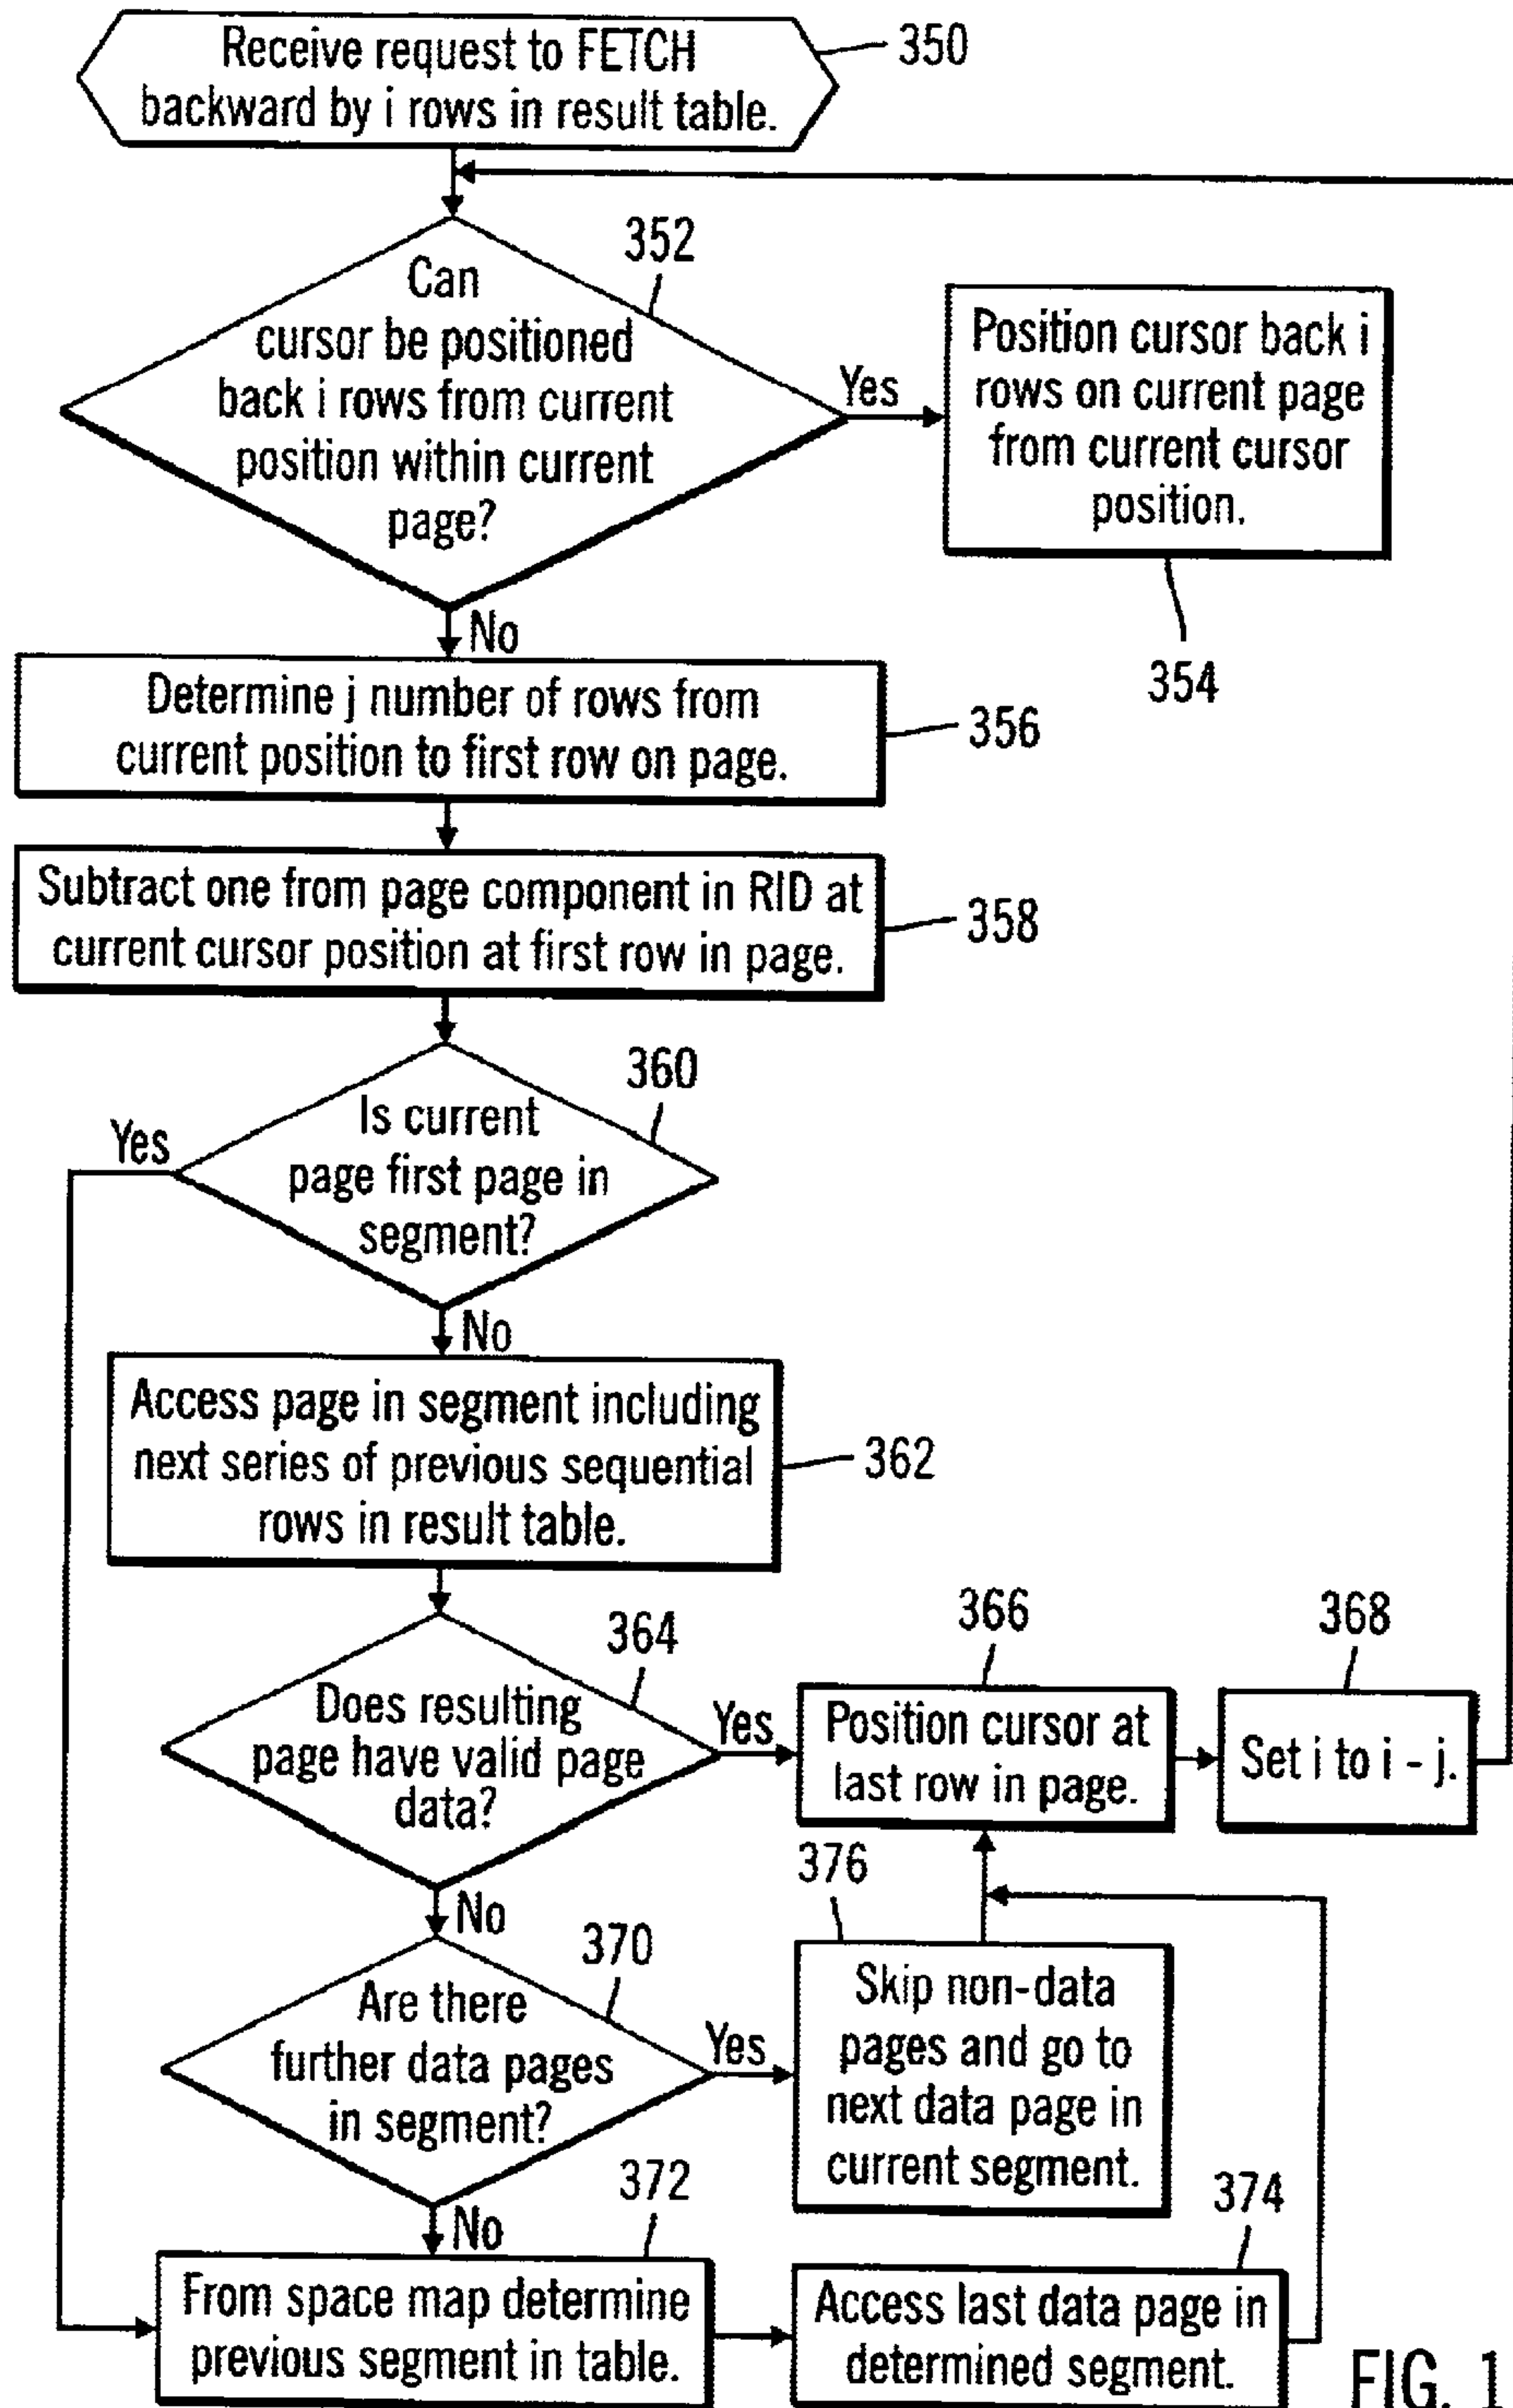 Receive request to FETCH
backward by i rows in result table.
350
352
Can
cursor be positioned
back i rows from current
position within current
page?
Yes
Position cursor back i
rows on current page
from current cursor
position.
354
No
Determine j number of rows from
current position to first row on page.
356
Subtract one from page component in RID at
current cursor position at first row in page.
358
360
Is current
page first page in
segment?
Yes
No
Access page in segment including
next series of previous sequential
rows in result table.
362
364
Does resulting
page have valid page
data?
Yes
366
Position cursor at
last row in page.
368
Set i to i - j.
No
370
Are there
further data pages
in segment?
Yes
376
Skip non-data
pages and go to
next data page in
current segment.
No
372
From space map determine
previous segment in table.
374
Access last data page in
determined segment.
FIG. 1